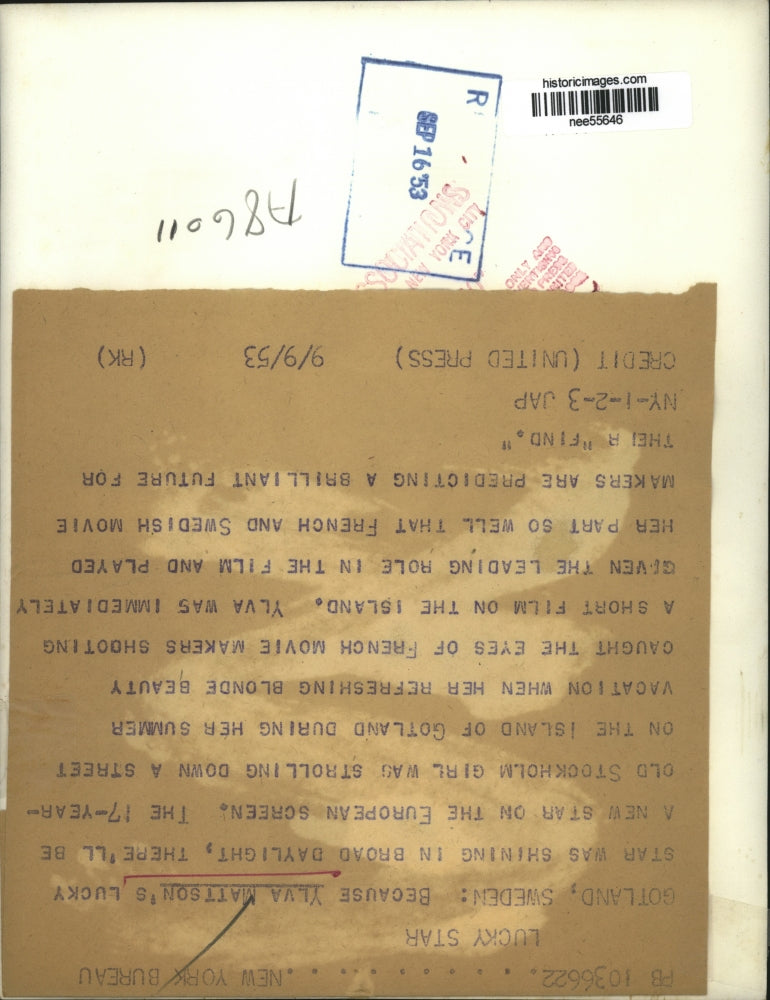 historicimages.com
nee55646
SEP 16 53
A86011
NEW YORK CITY
PB 1036622..........NEW YORK BUREAU
LUCKY STAR
GOTLAND, SWEDEN: BECAUSE YLVA MATTSON'S LUCKY
STAR WAS SHINING IN BROAD DAYLIGHT, THERE'LL BE
A NEW STAR ON THE EUROPEAN SCREEN. THE 17-YEAR-
OLD STOCKHOLM GIRL WAS STROLLING DOWN A STREET
ON THE ISLAND OF GOTLAND DURING HER SUMMER
VACATION WHEN HER REFRESHING BLONDE BEAUTY
CAUGHT THE EYES OF FRENCH MOVIE MAKERS SHOOTING
A SHORT FILM ON THE ISLAND. YLVA WAS IMMEDIATELY
GIVEN THE LEADING ROLE IN THE FILM AND PLAYED
HER PART SO WELL THAT FRENCH AND SWEDISH MOVIE
MAKERS ARE PREDICTING A BRILLIANT FUTURE FOR
THEIR "FIND."
NY-1-2-3 JAP
CREDIT (UNITED PRESS) 9/9/53 (RK)